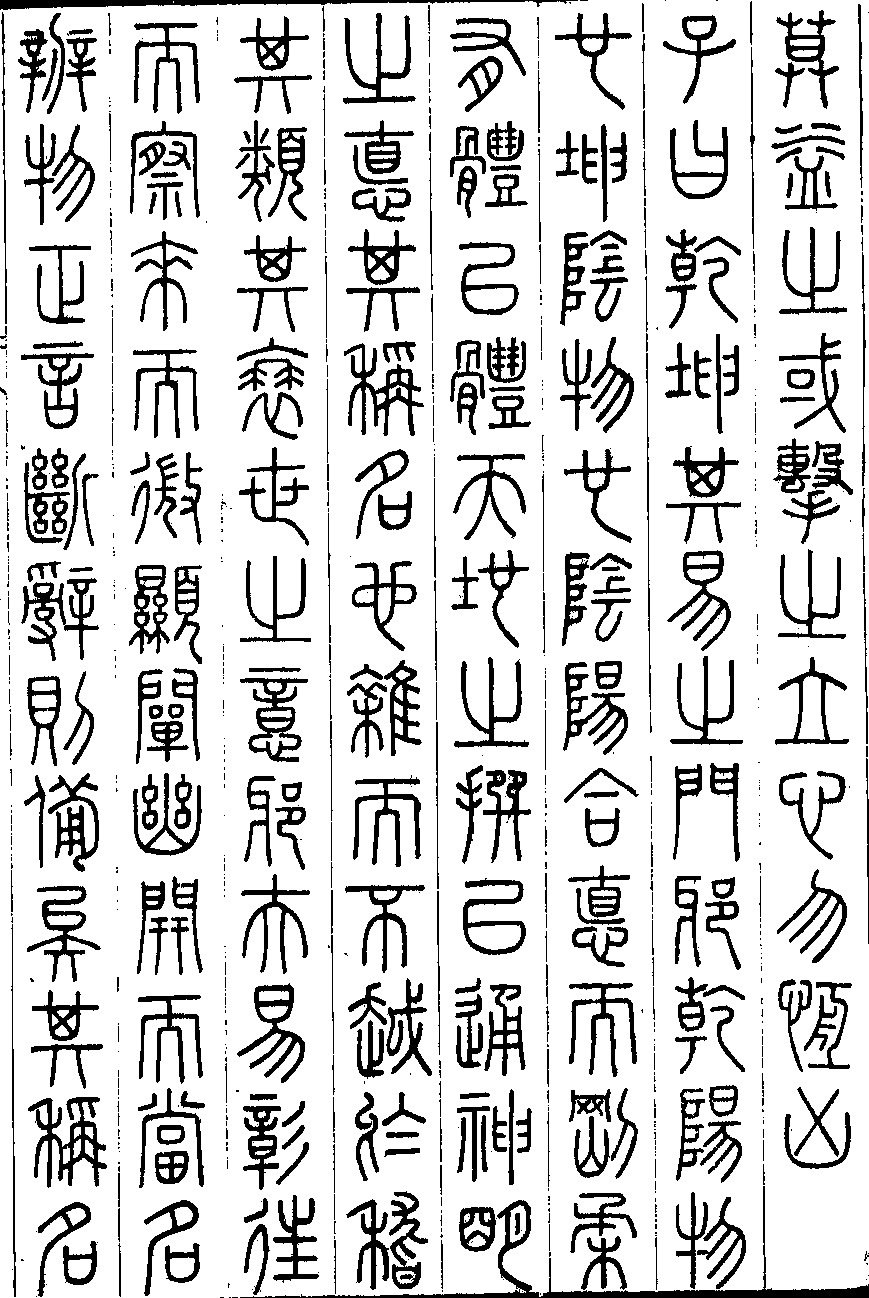 莫益之或擊之立心勿恆凶
子曰乾坤其易之門邪乾陽物
也坤陰物也陰陽合悳而剛柔
有體㠯體天地之撰㠯通神明
之悳其稱名也雜而不越於稽
其類其衰世之意邪夫易彰往
而察來而微顯闡幽開而當名
辨物正言斷辭則備矣其稱名